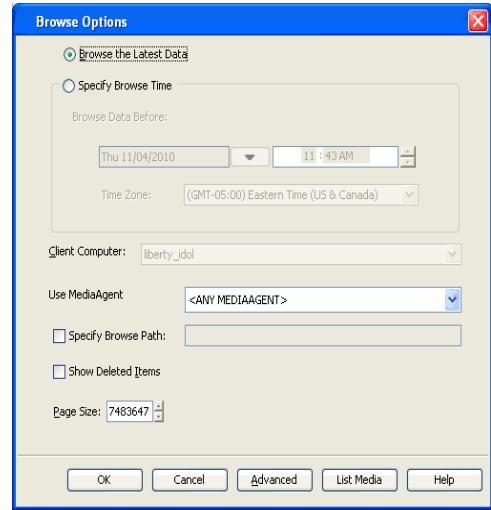 Browse Options
Browse the Latest Data
Specify Browse Time
Browse Data Before:
Thu 11/04/2010 11 : 43 AM
Time Zone: (GMT-05:00) Eastern Time (US & Canada)
Client Computer: liberty_idol
Use MediaAgent <ANY MEDIAAGENT>
Specify Browse Path:
Show Deleted Items
Page Size: 7483647
OK Cancel Advanced List Media Help